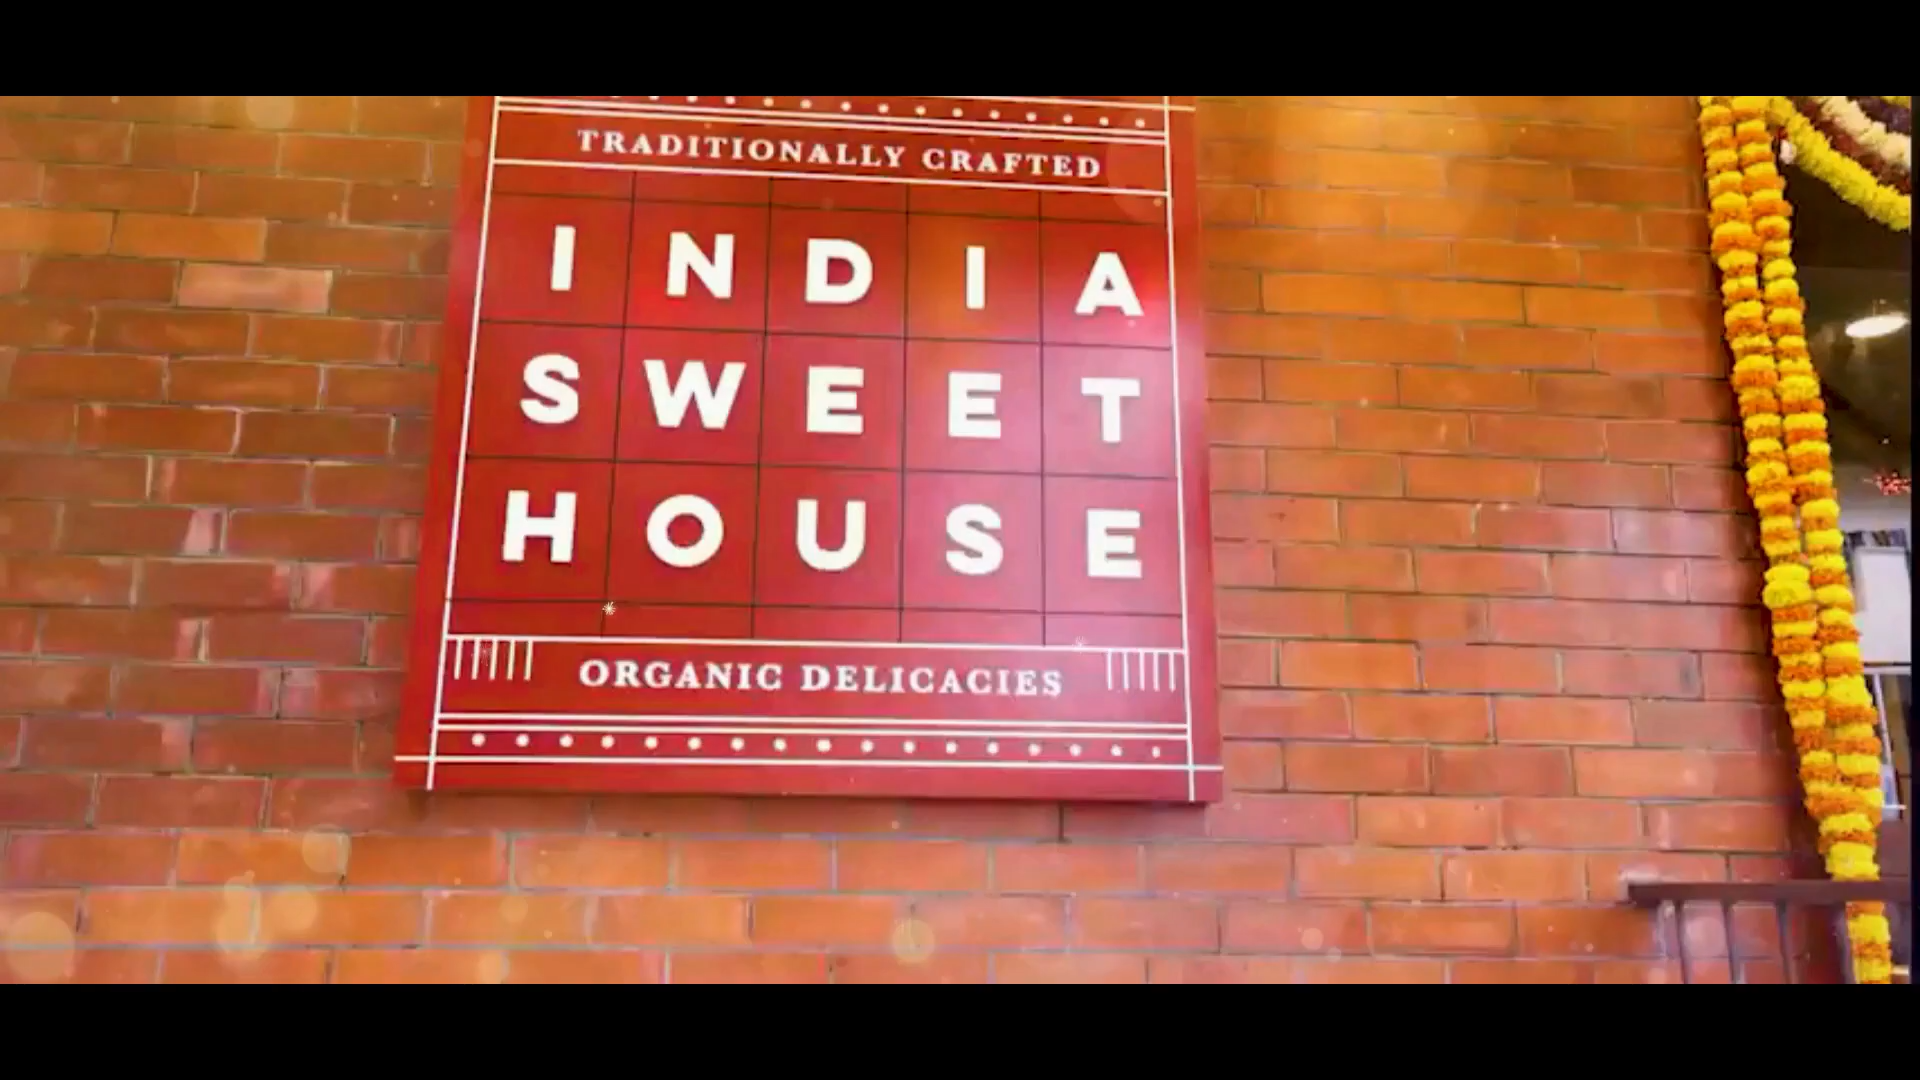 TRADITIONALLY CRAFTED
INDIA
SWEET
HOUSE
ORGANIC DELICACIES